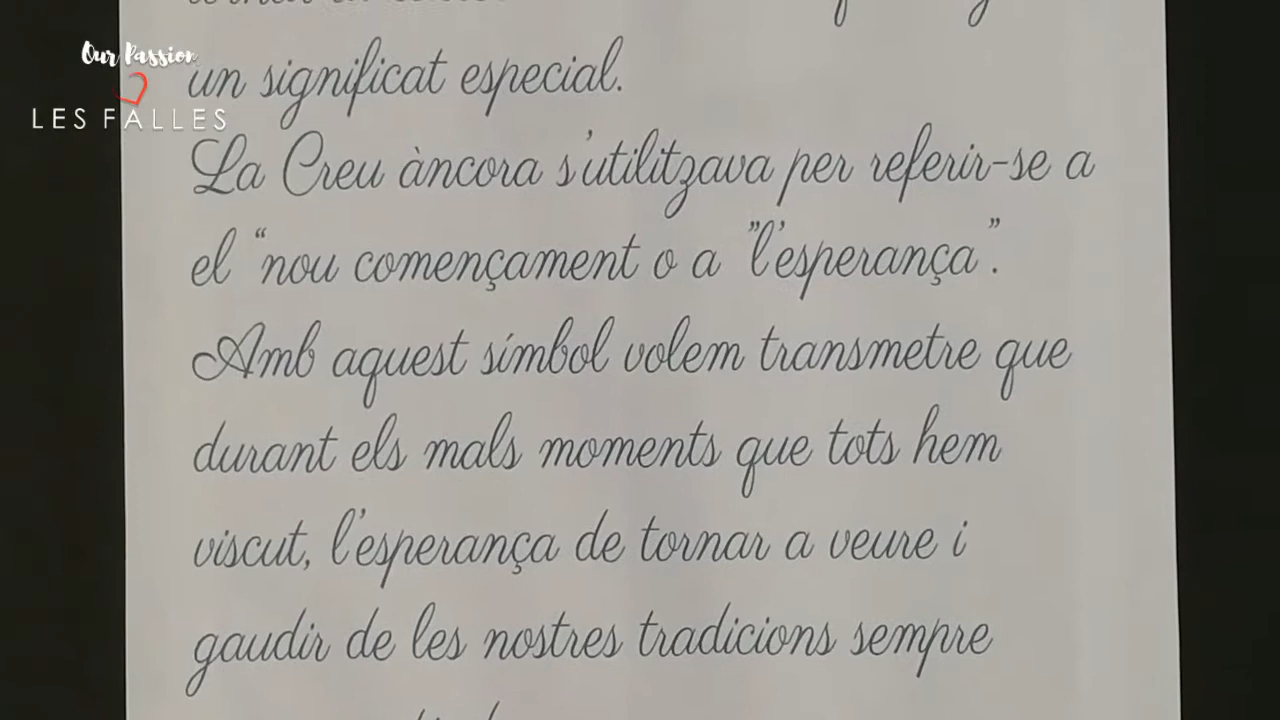 Our Passion
LES FALLES
un significat especial.
La Creu àncora s'utilitzava per referir-se a
el “nou començament o a ”l'esperança”.
Amb aquest símbol volem transmetre que
durant els mals moments que tots hem
viscut, l'esperança de tornar a veure i
gaudir de les nostres tradicions sempre